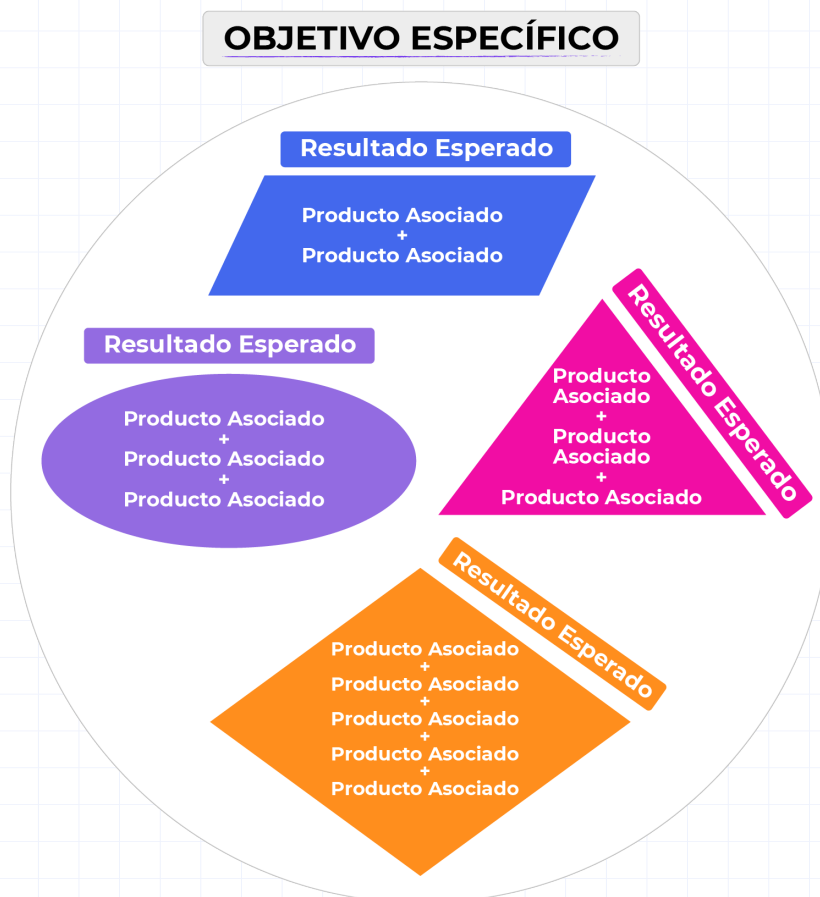 OBJETIVO ESPECÍFICO
Resultado Esperado
Producto Asociado
+
Producto Asociado
Resultado Esperado
Producto Asociado
+
Producto Asociado
+
Producto Asociado
Resultado Esperado
Producto
Asociado
+
Producto
Asociado
+
Producto Asociado
Resultado Esperado
Producto Asociado
+
Producto Asociado
+
Producto Asociado
+
Producto Asociado
+
Producto Asociado